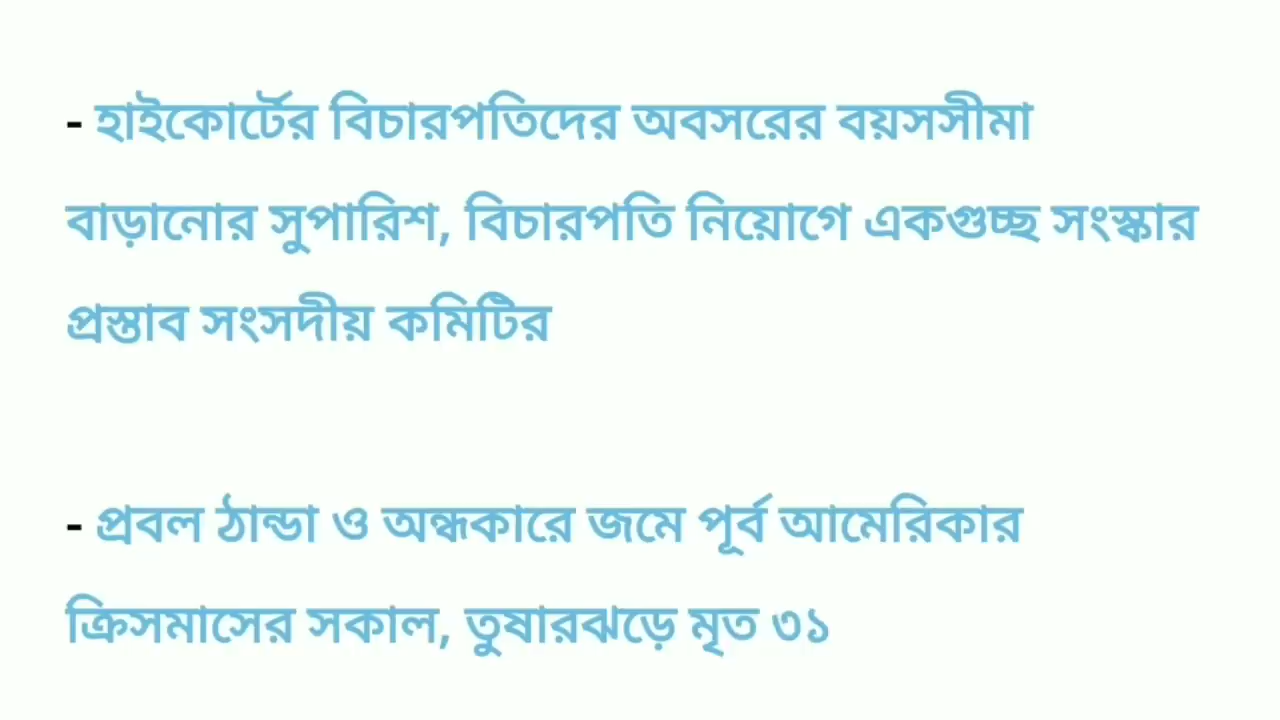 - হাইকোর্টের বিচারপতিদের অবসরের বয়সসীমা
বাড়ানোর সুপারিশ, বিচারপতি নিয়োগে একগুচ্ছ সংস্কার
প্রস্তাব সংসদীয় কমিটির
- প্রবল ঠান্ডা ও অন্ধকারে জমে পূর্ব আমেরিকার
ক্রিসমাসের সকাল, তুষারঝড়ে মৃত ৩১